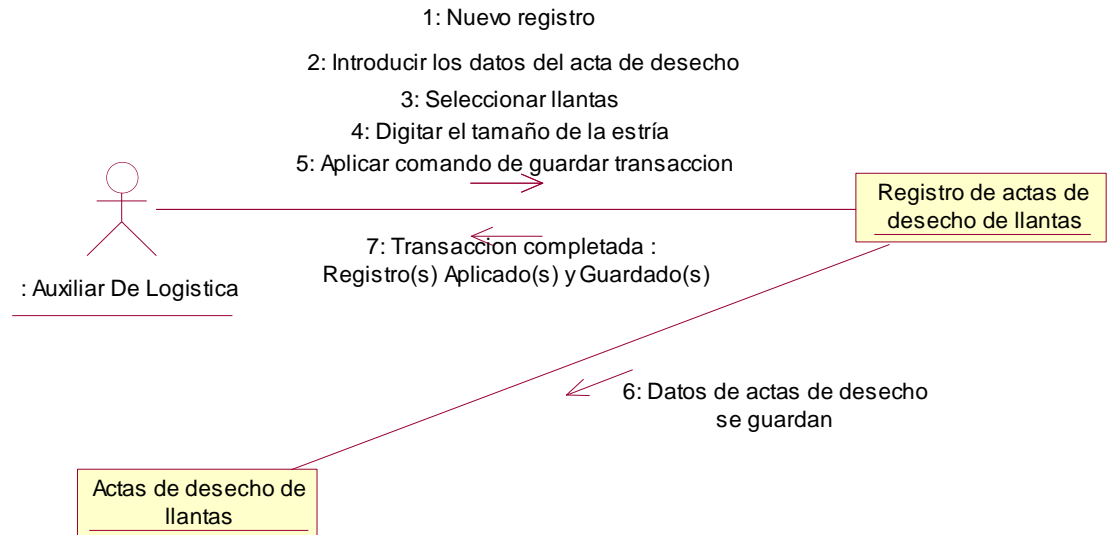 1: Nuevo registro
2: Introducir los datos del acta de desecho
3: Seleccionar llantas
4: Digitar el tamaño de la estría
5: Aplicar comando de guardar transaccion
Registro de actas de
desecho de llantas
7: Transaccion completada :
Registro(s) Aplicado(s) y Guardado(s)
: Auxiliar De Logistica
6: Datos de actas de desecho
se guardan
Actas de desecho de
llantas